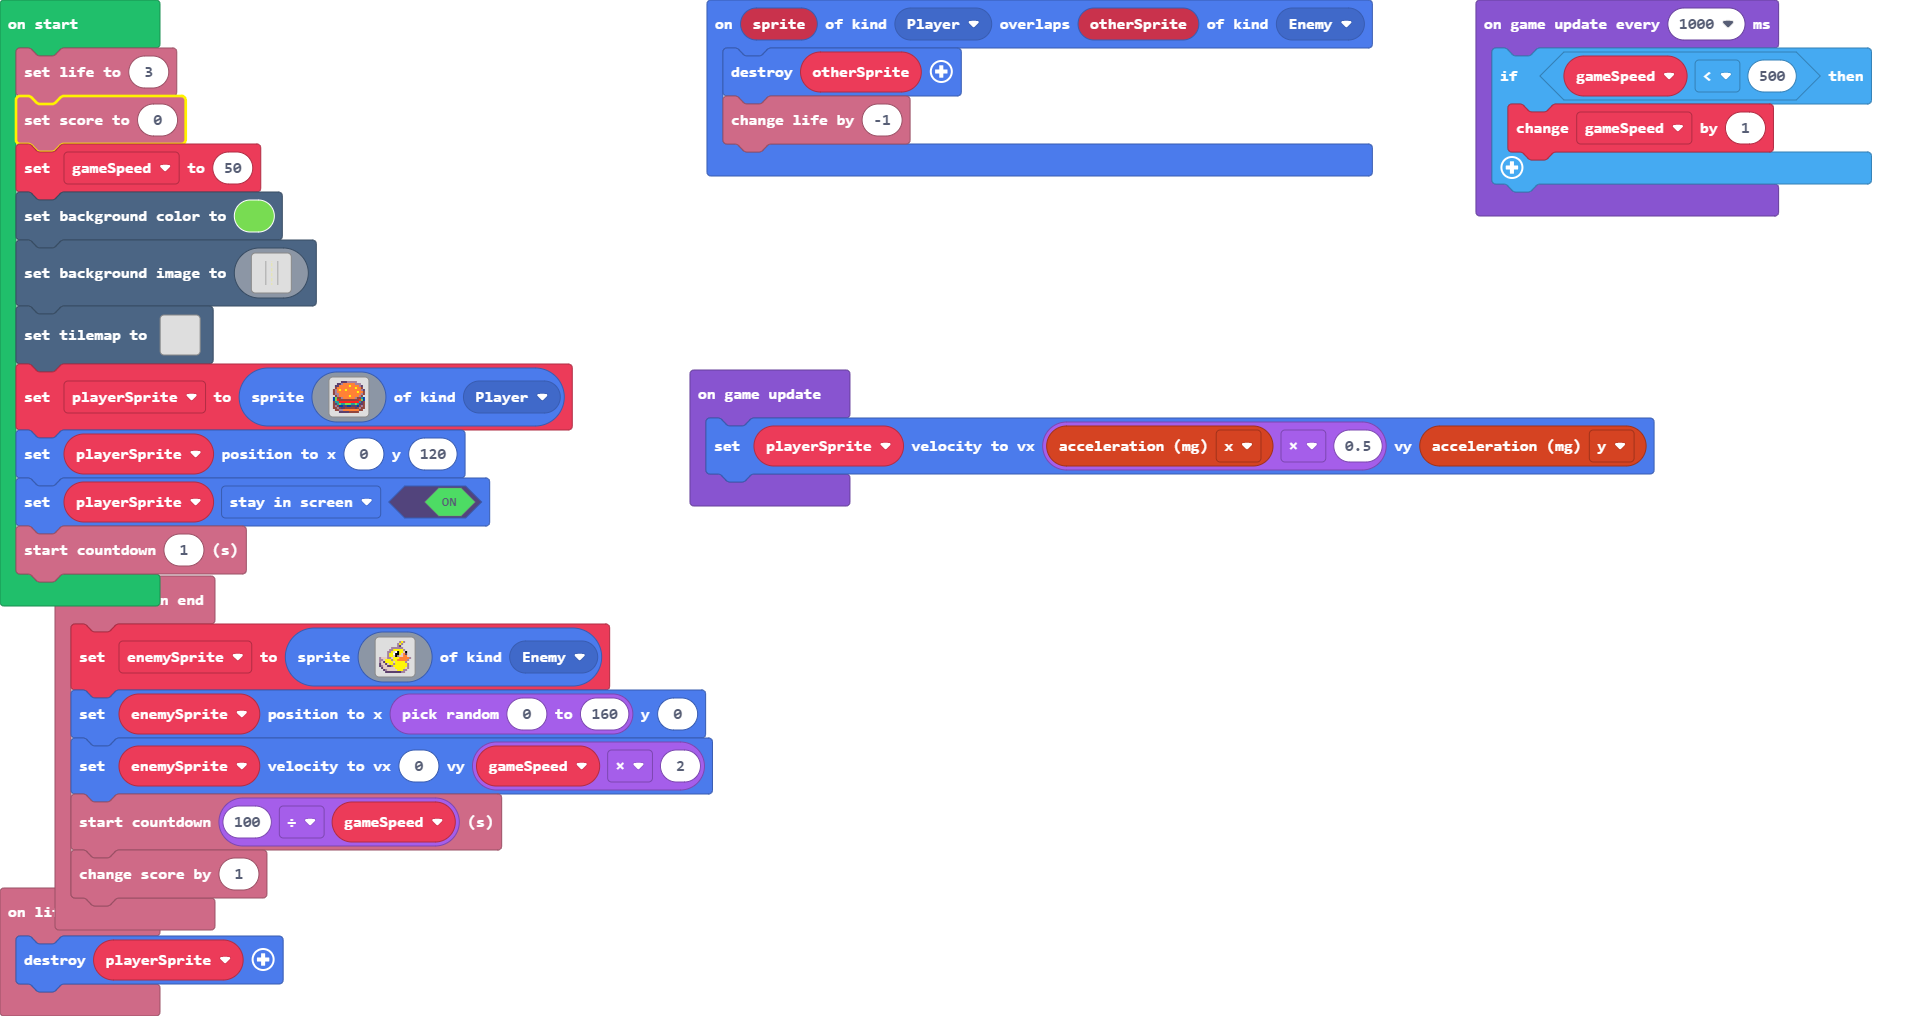 on start
set life to 3
set score to 0
set gameSpeed to 50
set background color to
set background image to
set tilemap to
set playerSprite to sprite of kind Player
set playerSprite position to x 0 y 120
set playerSprite stay in screen ON
start countdown 1 (s)
n end
set enemySprite to sprite of kind Enemy
set enemySprite position to x pick random 0 to 160 y 0
set enemySprite velocity to vx 0 vy gameSpeed × 2
start countdown 100 ÷ gameSpeed (s)
change score by 1
on li
destroy playerSprite
on sprite of kind Player overlaps otherSprite of kind Enemy
destroy otherSprite
change life by -1
on game update every 1000 ms
if gameSpeed < 500 then
change gameSpeed by 1
on game update
set playerSprite velocity to vx acceleration (mg) x × 0.5 vy acceleration (mg) y